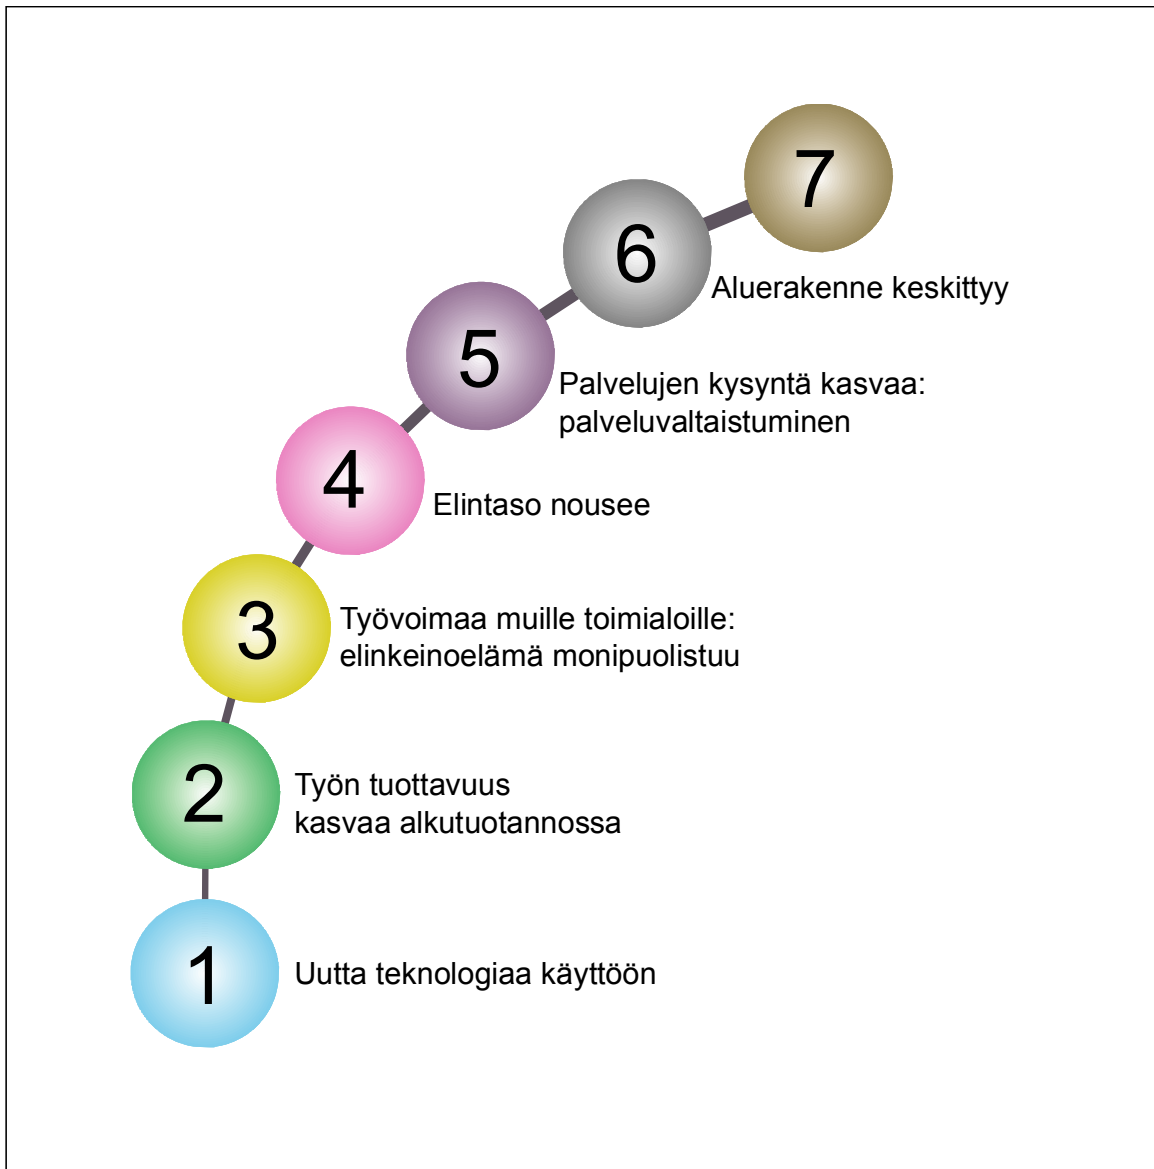 7
6
Aluerakenne keskittyy
5
Palvelujen kysyntä kasvaa:
palveluvaltaistuminen
4
Elintaso nousee
3
Työvoimaa muille toimialoille:
elinkeinoelämä monipuolistuu
2
Työn tuottavuus
kasvaa alkutuotannossa
1
Uutta teknologiaa käyttöön